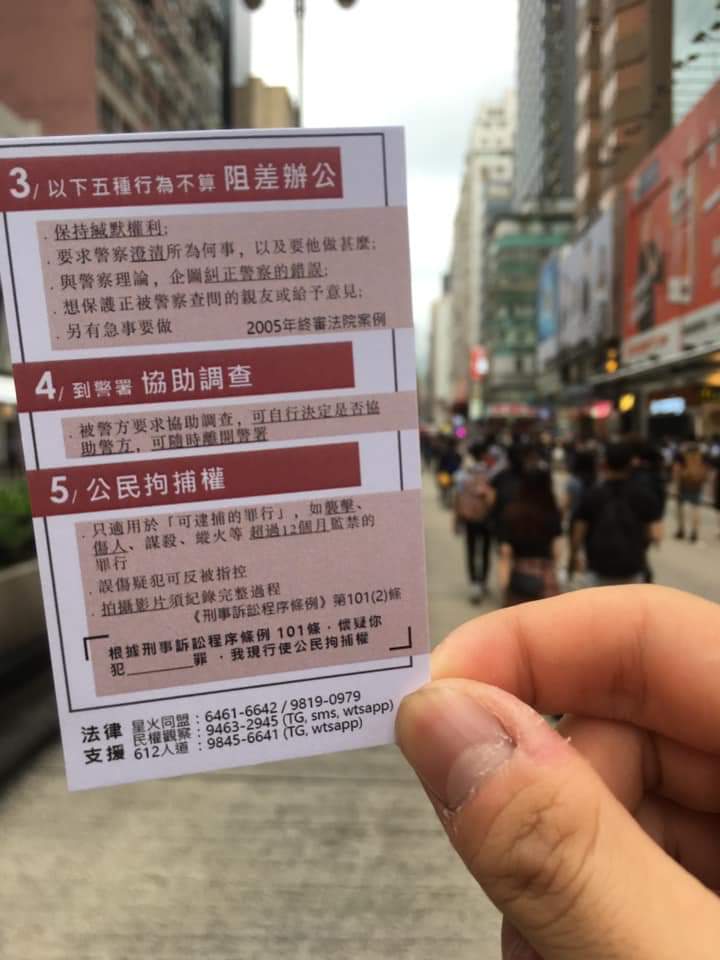 3/ 以下五種行為不算 阻差辦公
. 保持緘默權利;
. 要求警察澄清所為何事，以及要他做甚麼;
. 與警察理論，企圖糾正警察的錯誤;
. 想保護正被警察查問的親友或給予意見;
. 另有急事要做 2005年終審法院案例
4/ 到警署 協助調查
. 被警方要求協助調查，可自行決定是否協
助警方，可隨時離開警署
5/ 公民拘捕權
. 只適用於「可逮捕的罪行」，如襲擊、
傷人、謀殺、縱火等 超過12個月監禁的
罪行
. 誤傷疑犯可反被指控
. 拍攝影片須紀錄完整過程
《刑事訴訟程序條例》第101(2)條
根據刑事訴訟程序條例 101條，懷疑你
犯______罪，我現行使公民拘捕權
法律支援
星火同盟：6461-6642 / 9819-0979
民權觀察：9463-2945 (TG, sms, wtsapp)
612人道：9845-6641 (TG, wtsapp)